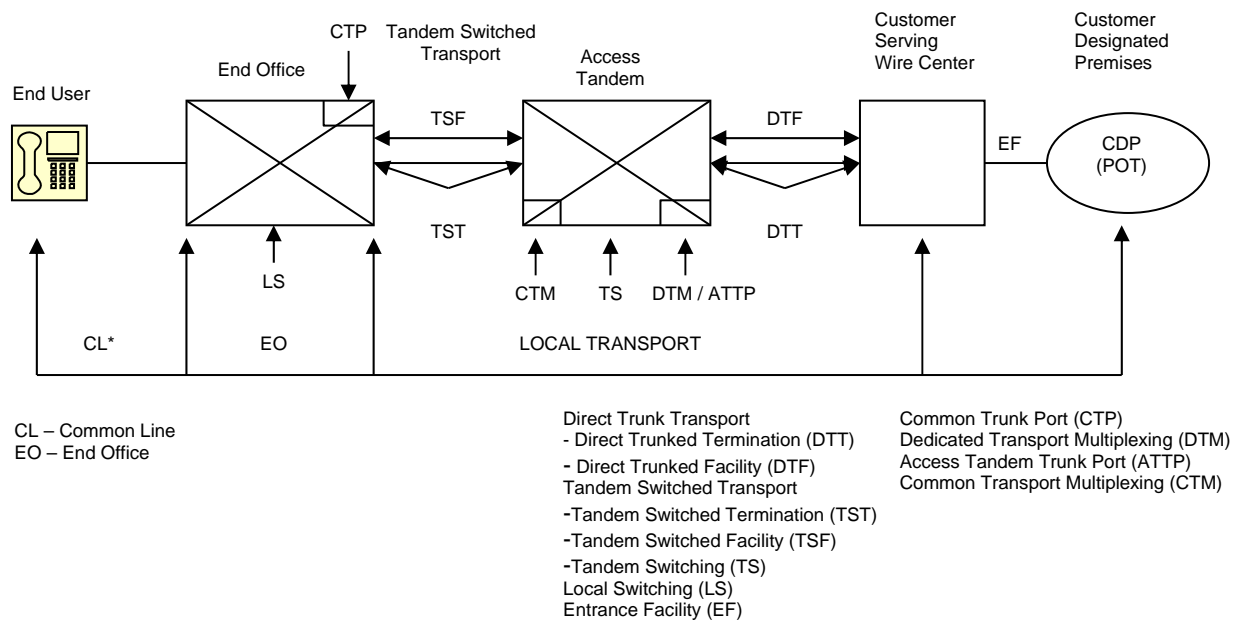 CTP
Tandem Switched
Transport
Customer
Serving
Wire Center
Customer
Designated
Premises
End Office
Access
Tandem
End User
TSF
DTF
EF
CDP
(POT)
TST
DTT
LS
CTM
TS
DTM / ATTP
CL*
EO
LOCAL TRANSPORT
CL – Common Line
EO – End Office
Direct Trunk Transport
- Direct Trunked Termination (DTT)
- Direct Trunked Facility (DTF)
Tandem Switched Transport
-Tandem Switched Termination (TST)
-Tandem Switched Facility (TSF)
-Tandem Switching (TS)
Local Switching (LS)
Entrance Facility (EF)
Common Trunk Port (CTP)
Dedicated Transport Multiplexing (DTM)
Access Tandem Trunk Port (ATTP)
Common Transport Multiplexing (CTM)